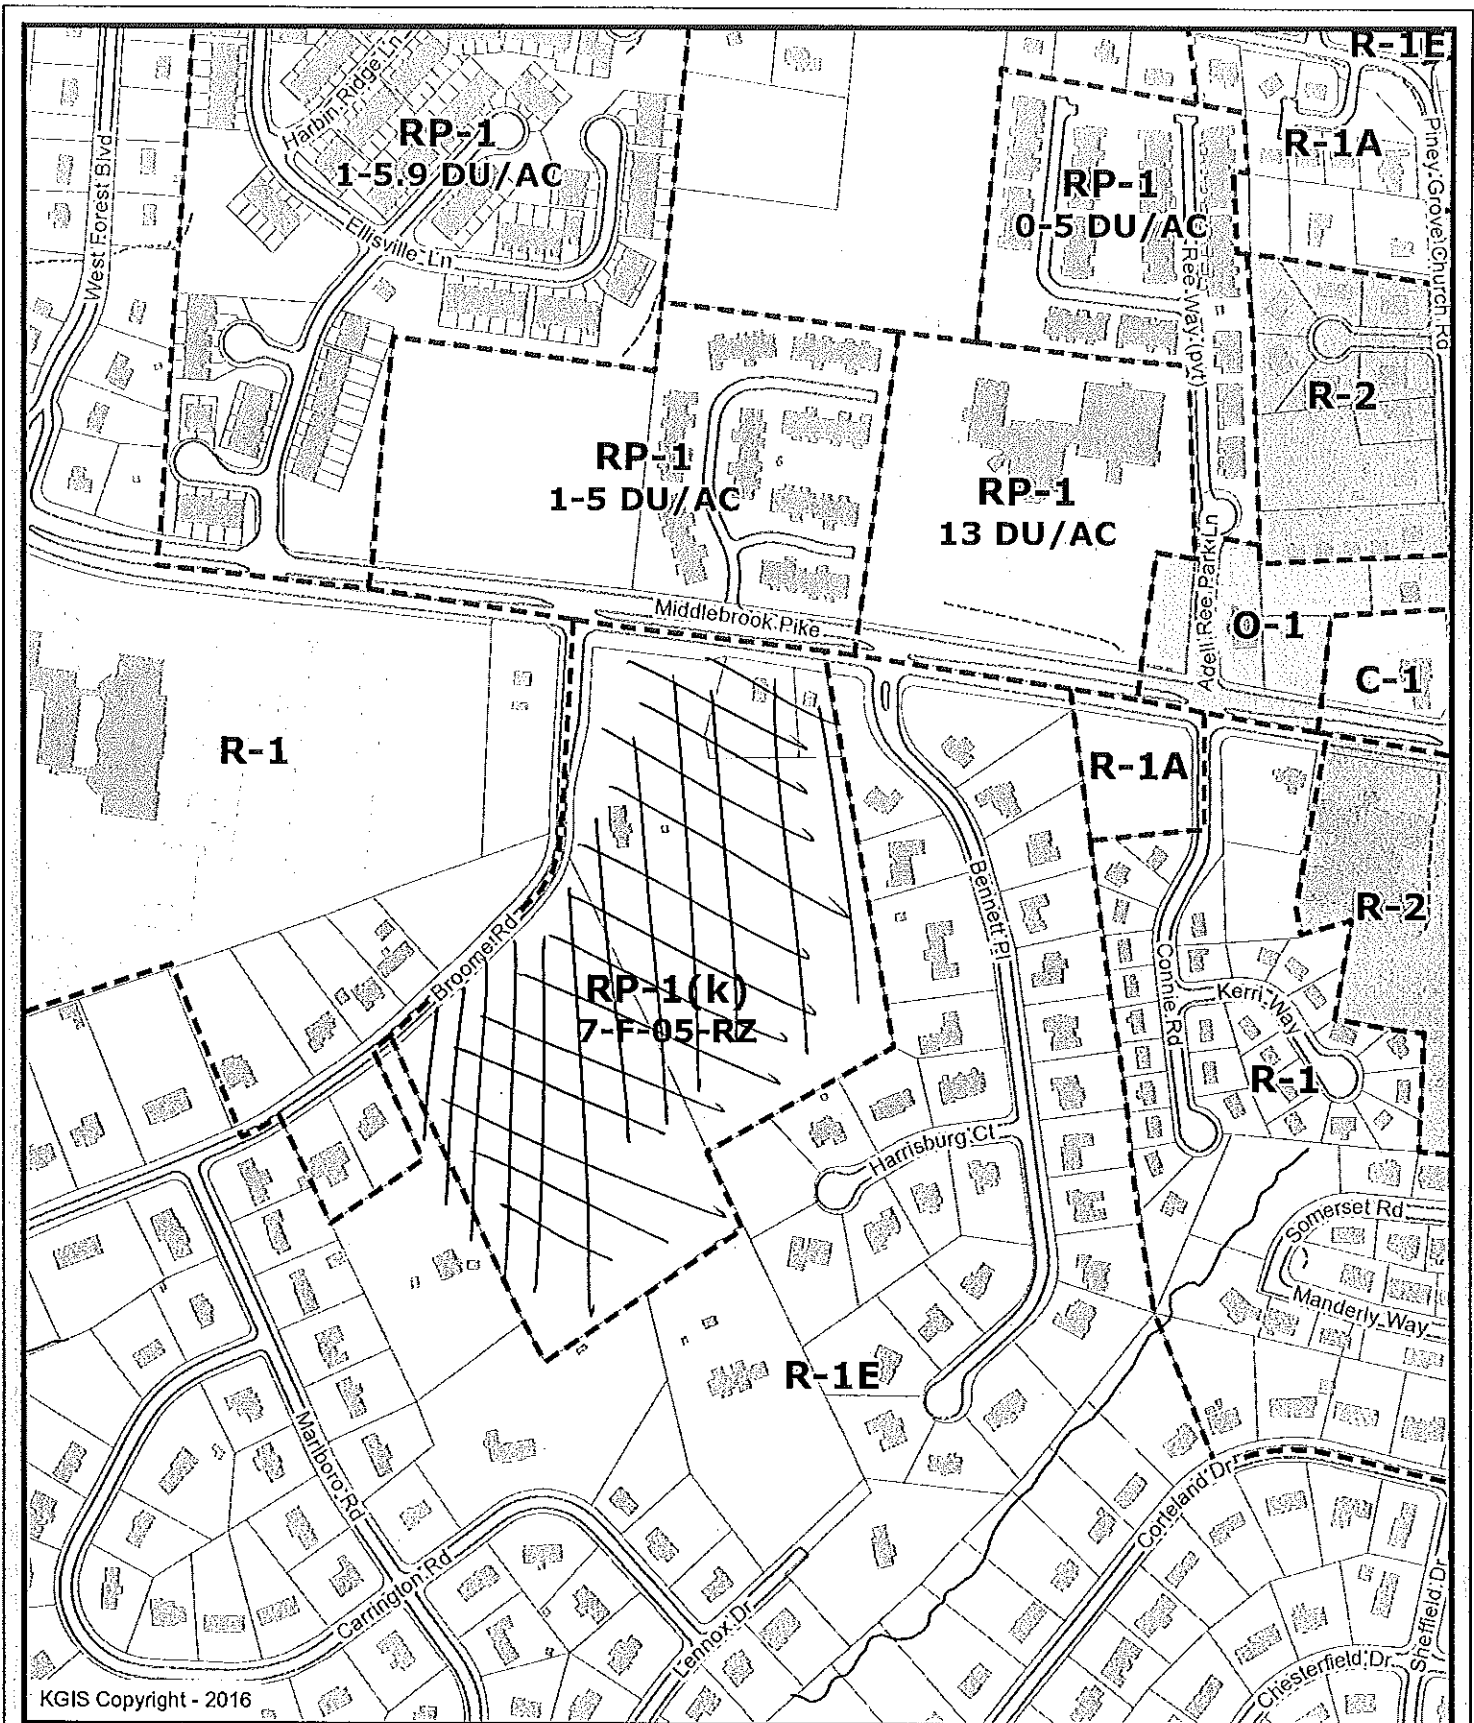 R-1E
Harbin Ridge Ln
RP-1
1-5.9 DU/AC
R-1A
Piney Grove Church Rd
West Forest Blvd
RP-1
0-5 DU/AC
Ellisville Ln
Ree Way (pvt)
R-2
RP-1
1-5 DU/AC
RP-1
13 DU/AC
Adell Ree Park Ln
Middlebrook Pike
O-1
C-1
R-1
R-1A
Bennett Pl
R-2
Broome Rd
Connie Rd
RP-1(k)
7-F-05-RZ
Kerri Way
R-1
Harrisburg Ct
Somerset Rd
Manderly Way
R-1E
Marlboro Rd
Corteland Dr
Carrington Rd
Lennox Dr
Sheffield Dr
Chesterfield Dr
KGIS Copyright - 2016